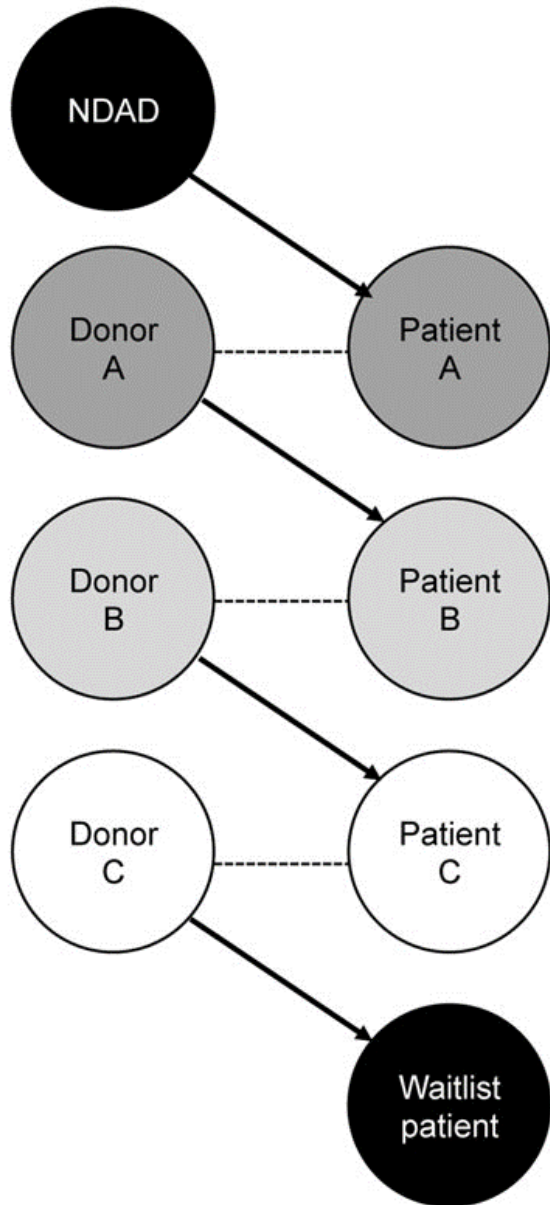 NDAD
Donor
A
Patient
A
Donor
B
Patient
B
Donor
C
Patient
C
Waitlist
patient